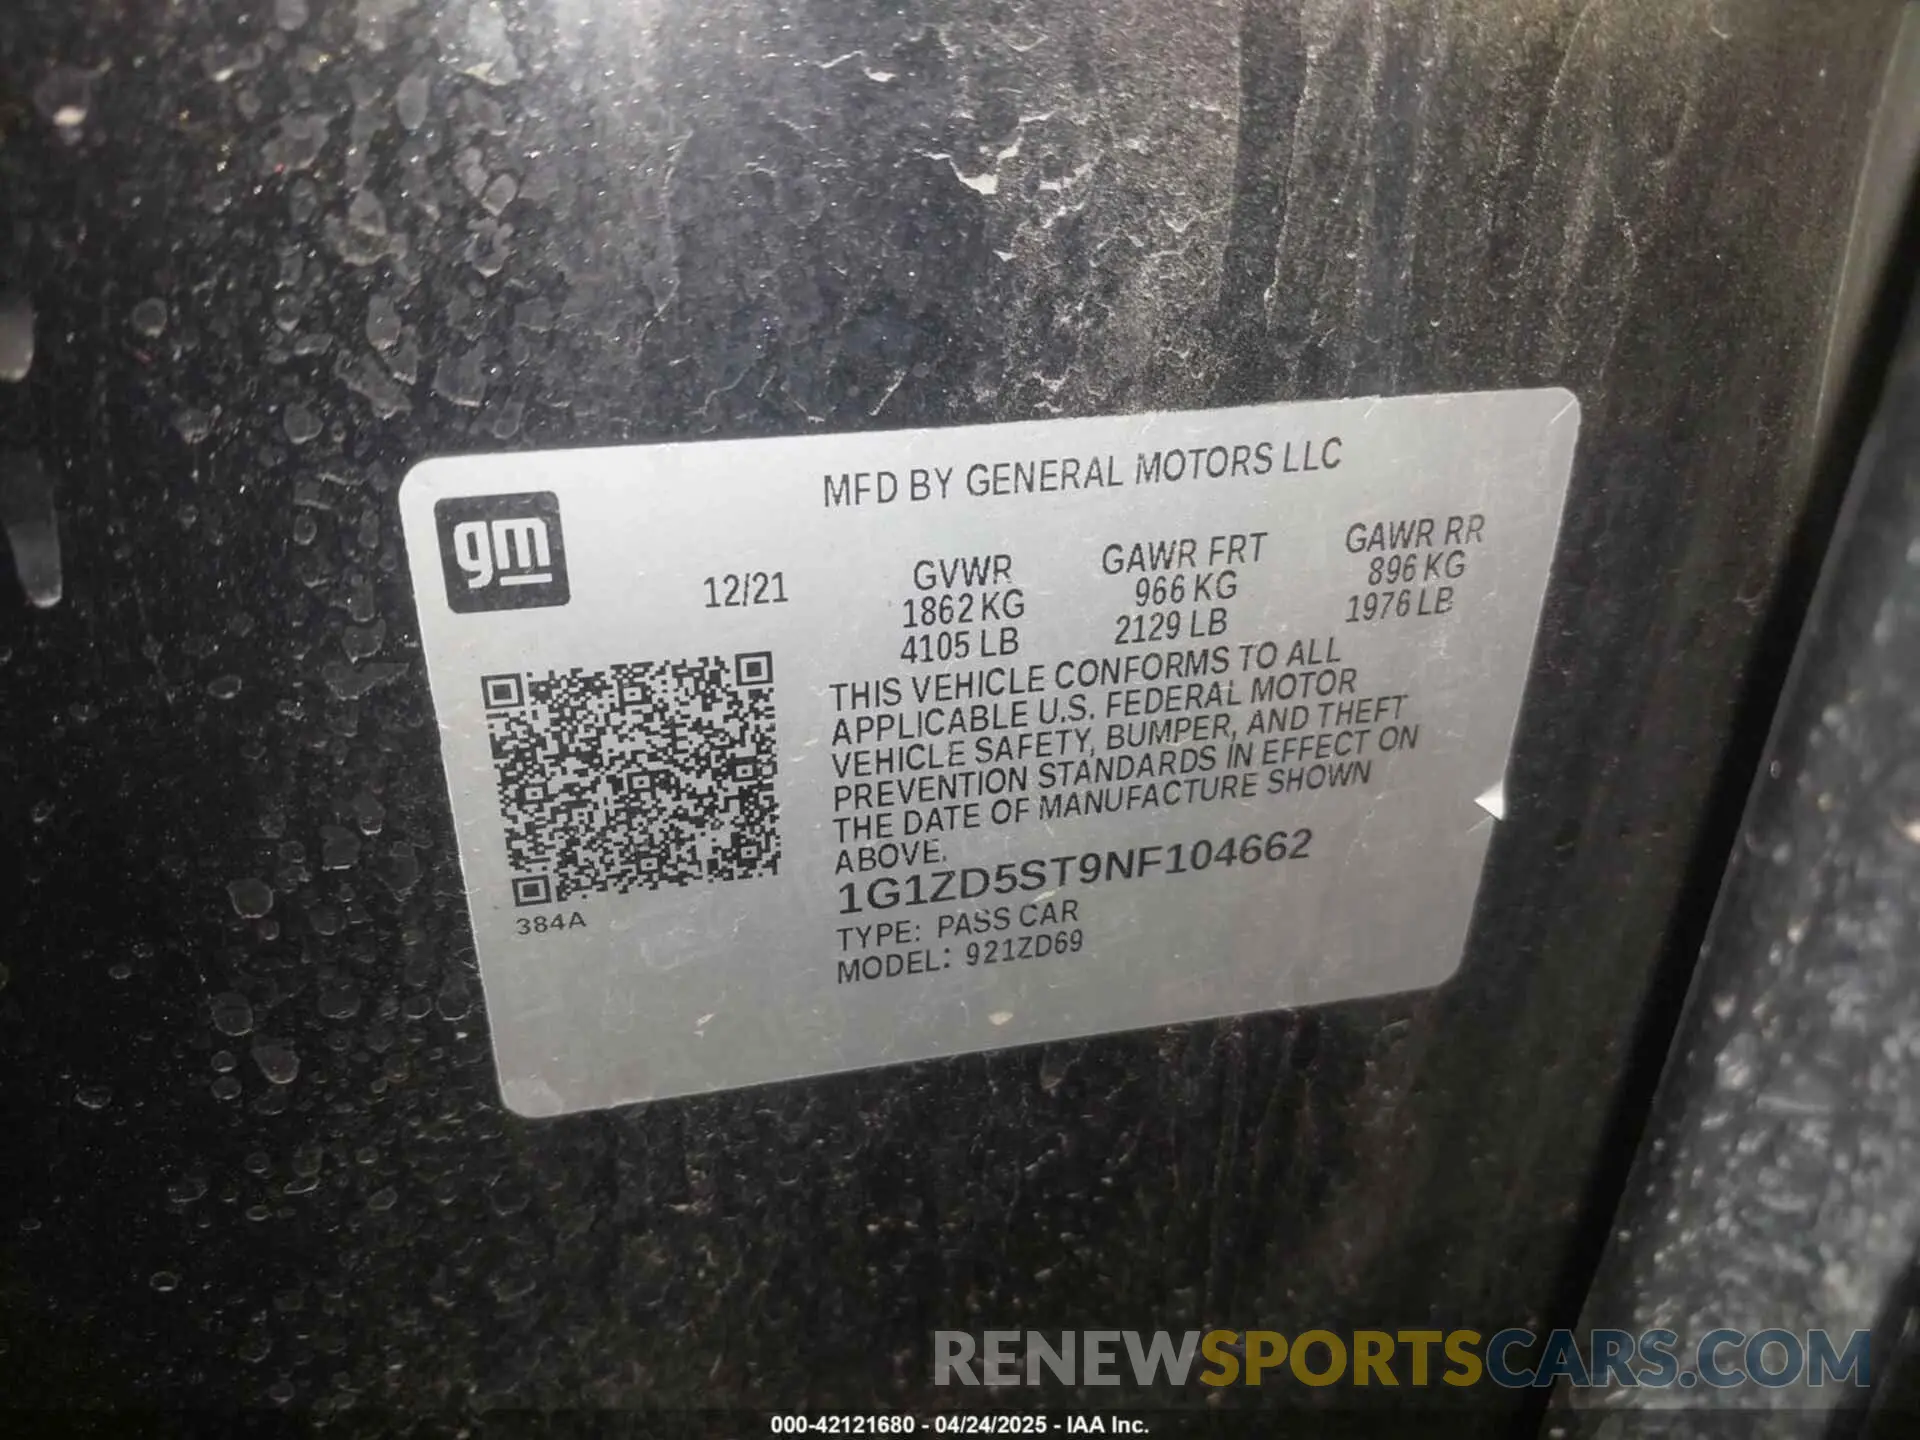 MFD BY GENERAL MOTORS LLC
gm
12/21
GVWR
1862 KG
4105 LB
GAWR FRT
966 KG
2129 LB
GAWR RR
896 KG
1976 LB
THIS VEHICLE CONFORMS TO ALL
APPLICABLE U.S. FEDERAL MOTOR
VEHICLE SAFETY, BUMPER, AND THEFT
PREVENTION STANDARDS IN EFFECT ON
THE DATE OF MANUFACTURE SHOWN
ABOVE.
1G1ZD5ST9NF104662
TYPE: PASS CAR
MODEL: 921ZD69
384A
RENEWSPORTSCARS.COM
000-42121680 - 04/24/2025 - IAA Inc.